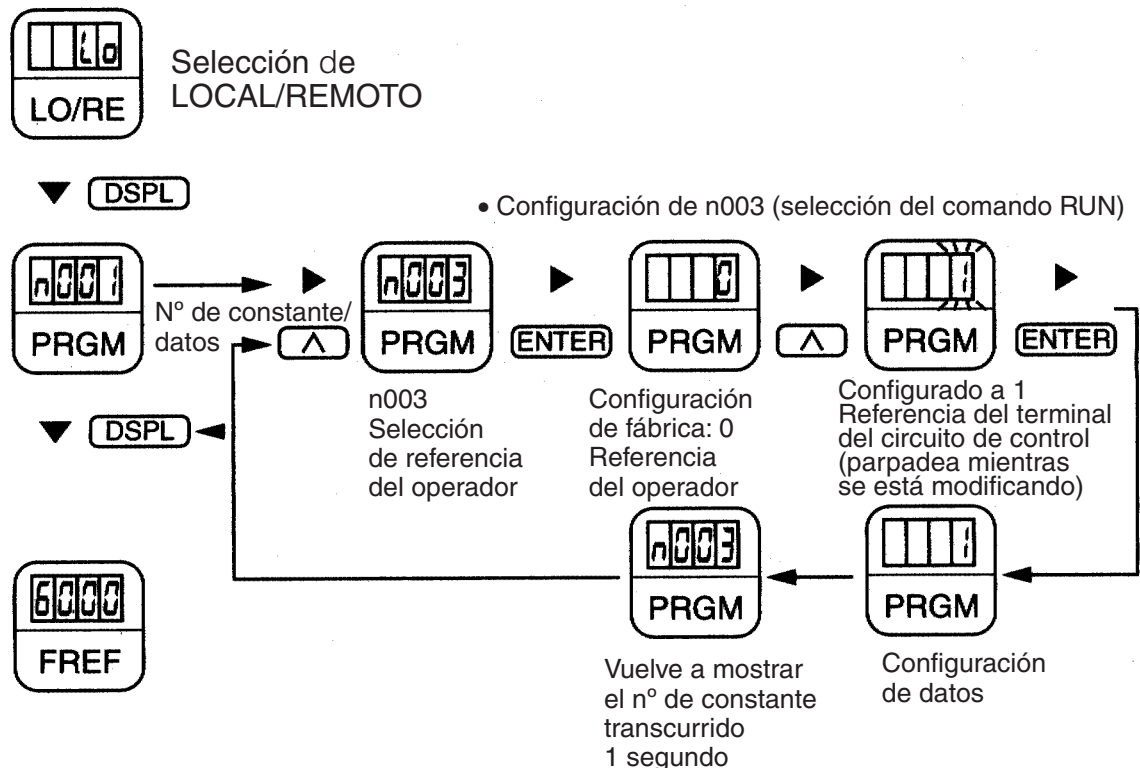 Lo
LO/RE
Selección de
LOCAL/REMOTO
DSPL
• Configuración de n003 (selección del comando RUN)
n001
PRGM
Nº de constante/
datos
n003
PRGM
ENTER
0
PRGM
1
PRGM
ENTER
n003
Selección
de referencia
del operador
Configuración
de fábrica: 0
Referencia
del operador
Configurado a 1
Referencia del terminal
del circuito de control
(parpadea mientras
se está modificando)
DSPL
n003
PRGM
1
PRGM
60.00
FREF
Vuelve a mostrar
el nº de constante
transcurrido
1 segundo
Configuración
de datos